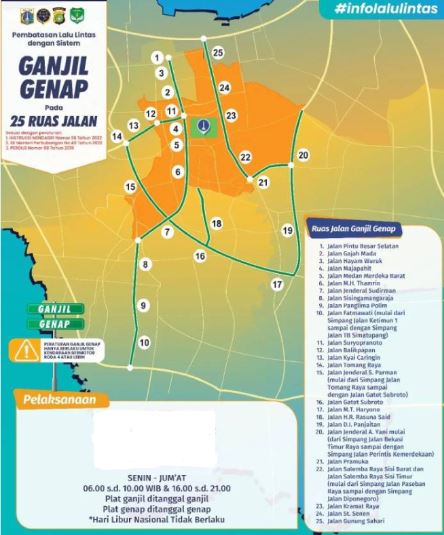 #infolalulintas
Pembatasan Lalu Lintas
dengan Sistem
GANJIL
GENAP
Pada
25 RUAS JALAN
Sesuai dengan peraturan:
GANJIL
GENAP
PERATURAN GANJIL GENAP
HANYA BERLAKU UNTUK
KENDARAAN BERMOTOR
RODA 4 ATAU LEBIH
1
3
2
11
12
13
14
4
5
6
15
7
8
9
10
25
24
23
22
21
20
19
18
16
17
Ruas Jalan Ganjil Genap
1. Jalan Pintu Besar Selatan
2. Jalan Gajah Mada
3. Jalan Hayam Wuruk
4. Jalan Majapahit
5. Jalan Medan Merdeka Barat
6. Jalan M.H. Thamrin
7. Jalan Jenderal Sudirman
8. Jalan Sisingamangaraja
9. Jalan Panglima Polim
10. Jalan Fatmawati (mulai dari
Simpang Jalan Ketimun 1
sampai dengan Simpang
Jalan TB Simatupang)
11. Jalan Suryopranoto
12. Jalan Balikpapan
13. Jalan Kyai Caringin
14. Jalan Tomang Raya
15. Jalan Jenderal S. Parman
(mulai dari Simpang Jalan
Tomang Raya sampai
dengan Jalan Gatot Subroto)
16. Jalan Gatot Subroto
17. Jalan M.T. Haryono
18. Jalan H.R. Rasuna Said
19. Jalan D.I. Panjaitan
20. Jalan Jenderal A. Yani mulai
(dari Simpang Jalan Bekasi
Timur Raya sampai dengan
Simpang Jalan Perintis Kemerdekaan)
21. Jalan Pramuka
22. Jalan Salemba Raya Sisi Barat dan
Jalan Salemba Raya Sisi Timur
(mulai dari Simpang Jalan Paseban
Raya sampai dengan Simpang
Jalan Diponegoro)
23. Jalan Kramat Raya
24. Jalan St. Senen
25. Jalan Gunung Sahari
Pelaksanaan
SENIN - JUM'AT
06.00 s.d. 10.00 WIB & 16.00 s.d. 21.00
Plat ganjil ditanggal ganjil
Plat genap ditanggal genap
*Hari Libur Nasional Tidak Berlaku